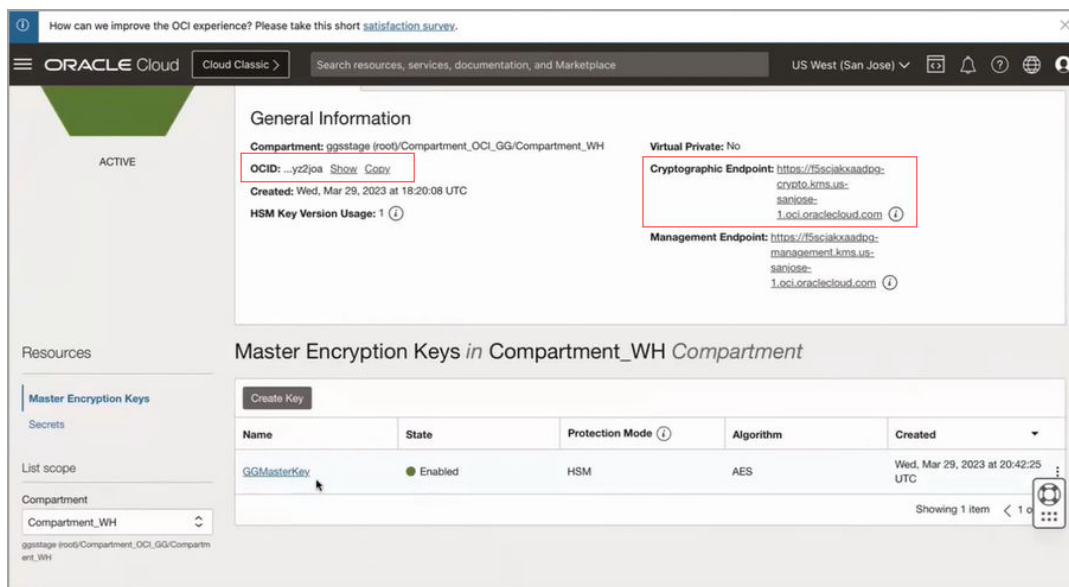 How can we improve the OCI experience? Please take this short satisfaction survey.
ORACLE Cloud
Cloud Classic >
Search resources, services, documentation, and Marketplace
US West (San Jose)
ACTIVE
General Information
Compartment: ggsstage (root)/Compartment_OCI_GG/Compartment_WH
OCID: ...yz2joa Show Copy
Created: Wed, Mar 29, 2023 at 18:20:08 UTC
HSM Key Version Usage: 1
Virtual Private: No
Cryptographic Endpoint: https://f5scjakxaadpg-
crypto.kms.us-
sanjose-
1.oci.oraclecloud.com
Management Endpoint: https://f5scjakxaadpg-
management.kms.us-
sanjose-
1.oci.oraclecloud.com
Resources
Master Encryption Keys
Secrets
List scope
Compartment
Compartment_WH
ggsstage (root)/Compartment_OCI_GG/Compartm
ent_WH
Master Encryption Keys in Compartment_WH Compartment
Create Key
Name State Protection Mode Algorithm Created
GGMasterKey Enabled HSM AES Wed, Mar 29, 2023 at 20:42:25
UTC
Showing 1 item < 1 o